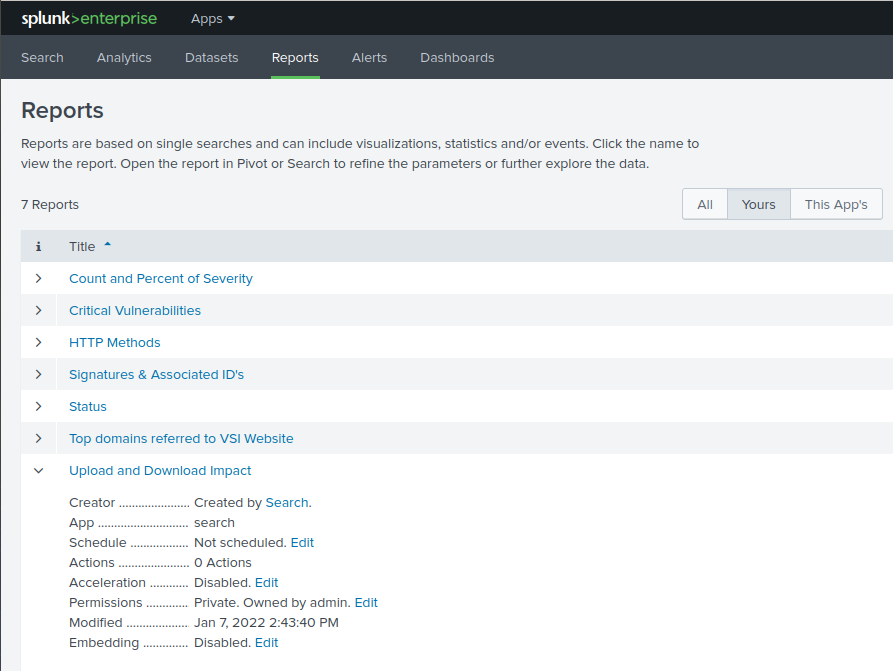 splunk>enterprise Apps
Search Analytics Datasets Reports Alerts Dashboards
Reports
Reports are based on single searches and can include visualizations, statistics and/or events. Click the name to
view the report. Open the report in Pivot or Search to refine the parameters or further explore the data.
7 Reports All Yours This App's
i Title
Count and Percent of Severity
Critical Vulnerabilities
HTTP Methods
Signatures & Associated ID's
Status
Top domains referred to VSI Website
Upload and Download Impact
Creator ...................... Created by Search.
App ............................ search
Schedule .................. Not scheduled. Edit
Actions ...................... 0 Actions
Acceleration ............ Disabled. Edit
Permissions ............. Private. Owned by admin. Edit
Modified .................... Jan 7, 2022 2:43:40 PM
Embedding .............. Disabled. Edit